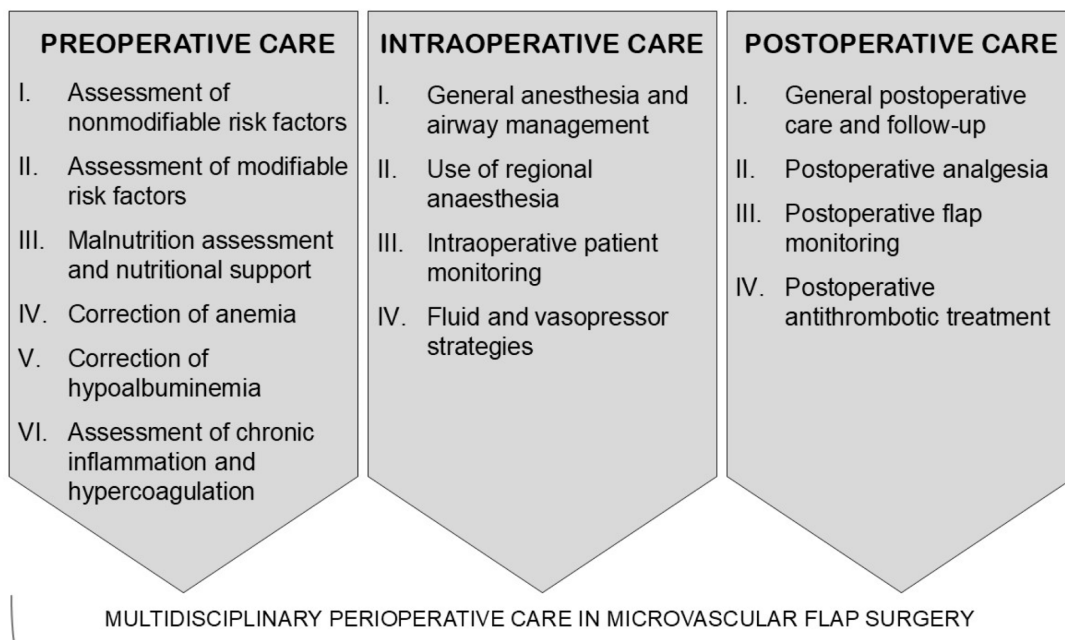 PREOPERATIVE CARE
I. Assessment of
nonmodifiable risk factors
II. Assessment of modifiable
risk factors
III. Malnutrition assessment
and nutritional support
IV. Correction of anemia
V. Correction of
hypoalbuminemia
VI. Assessment of chronic
inflammation and
hypercoagulation
INTRAOPERATIVE CARE
I. General anesthesia and
airway management
II. Use of regional
anaesthesia
III. Intraoperative patient
monitoring
IV. Fluid and vasopressor
strategies
POSTOPERATIVE CARE
I. General postoperative
care and follow-up
II. Postoperative analgesia
III. Postoperative flap
monitoring
IV. Postoperative
antithrombotic treatment
MULTIDISCIPLINARY PERIOPERATIVE CARE IN MICROVASCULAR FLAP SURGERY